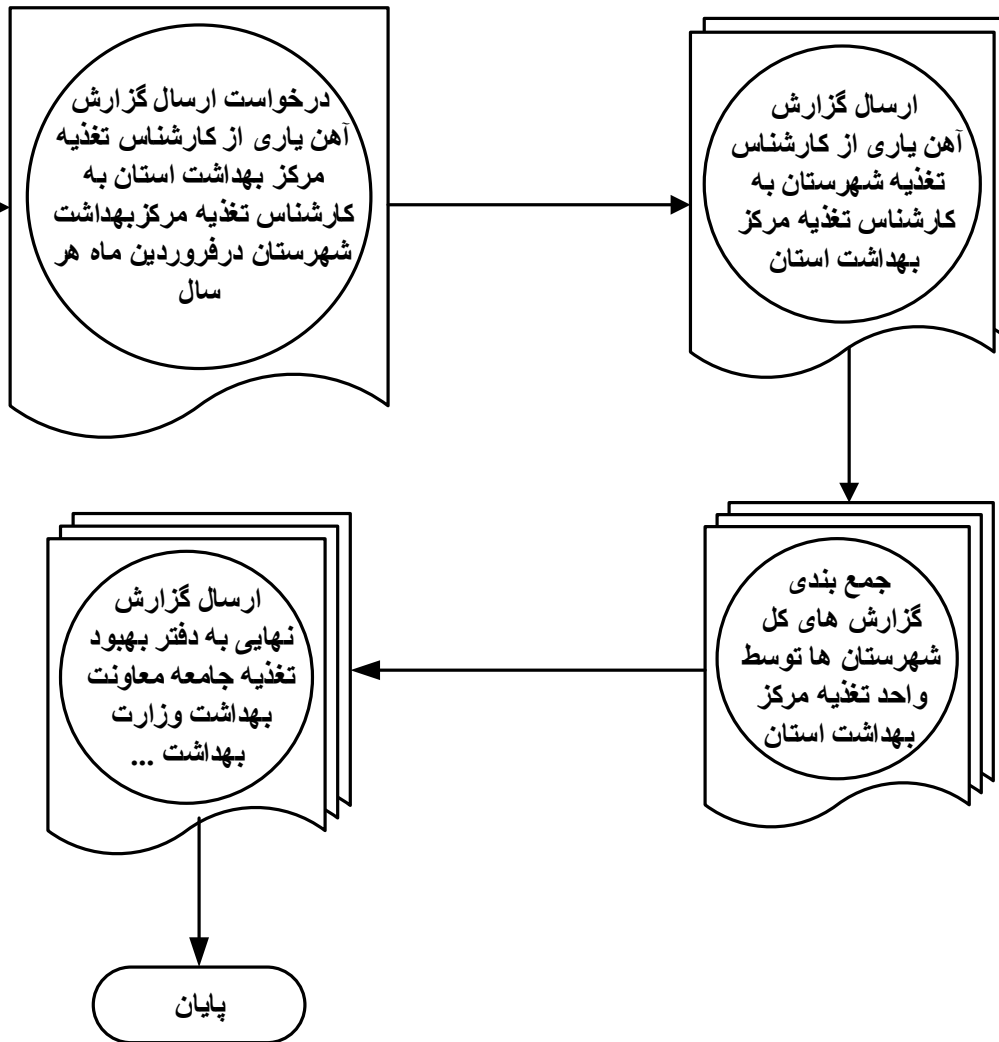 درخواست ارسال گزارش
آهن یاری از کارشناس تغذیه
مرکز بهداشت استان به
کارشناس تغذیه مرکزبهداشت
شهرستان درفروردین ماه هر
سال
ارسال گزارش
آهن یاری از کارشناس
تغذیه شهرستان به
کارشناس تغذیه مرکز
بهداشت استان
جمع بندی
گزارش های کل
شهرستان ها توسط
واحد تغذیه مرکز
بهداشت استان
ارسال گزارش
نهایی به دفتر بهبود
تغذیه جامعه معاونت
بهداشت وزارت
بهداشت ...
پایان